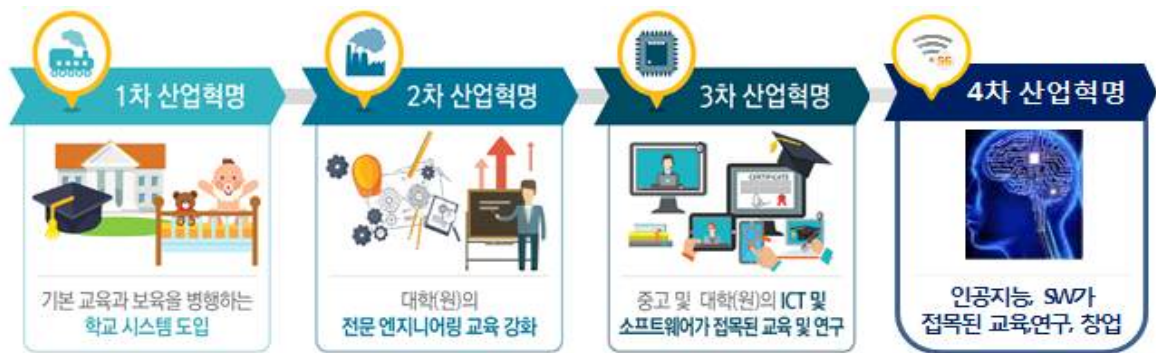 1차 산업혁명
기본 교육과 보육을 병행하는
학교 시스템 도입
2차 산업혁명
대학(원)의
전문 엔지니어링 교육 강화
3차 산업혁명
CERTIFICATE
중고 및 대학(원)의 ICT 및
소프트웨어가 접목된 교육 및 연구
5G
4차 산업혁명
인공지능, SW가
접목된 교육,연구, 창업